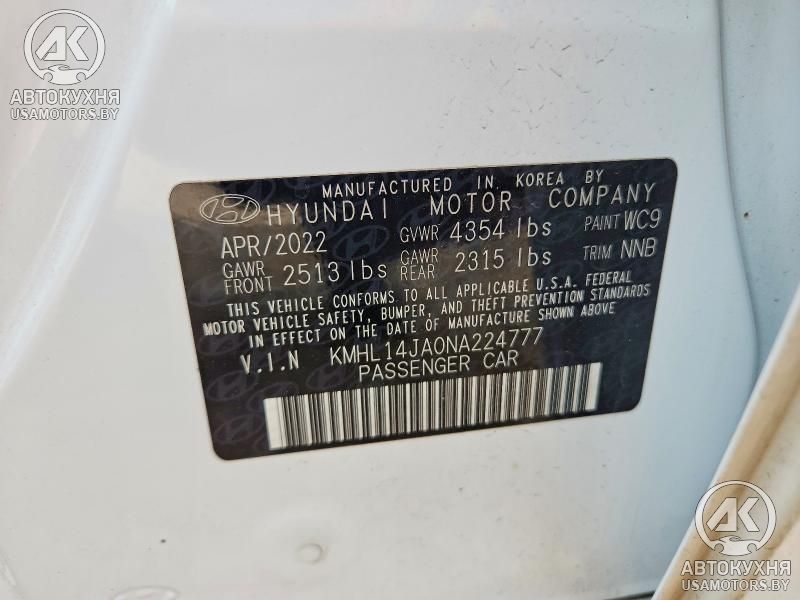 АК
АВТОКУХНЯ
USAMOTORS.BY
MANUFACTURED IN KOREA BY
HYUNDAI MOTOR COMPANY
APR/2022 GVWR 4354 lbs PAINT WC9
GAWR FRONT 2513 lbs GAWR REAR 2315 lbs TRIM NNB
THIS VEHICLE CONFORMS TO ALL APPLICABLE U.S.A. FEDERAL
MOTOR VEHICLE SAFETY, BUMPER, AND THEFT PREVENTION STANDARDS
IN EFFECT ON THE DATE OF MANUFACTURE SHOWN ABOVE
V.I.N KMHL14JA0NA224777
PASSENGER CAR
АК
АВТОКУХНЯ
USAMOTORS.BY